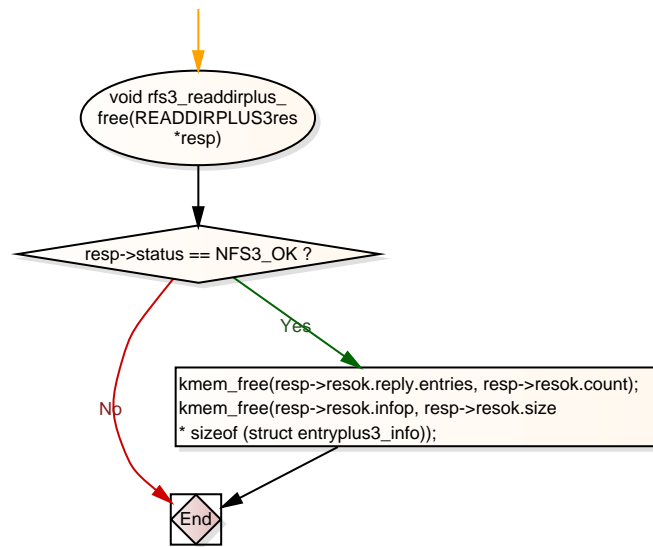 void rfs3_readdirplus_
free(READDIRPLUS3res
*resp)
resp->status == NFS3_OK ?
Yes
kmem_free(resp->resok.reply.entries, resp->resok.count);
kmem_free(resp->resok.infop, resp->resok.size
* sizeof (struct entryplus3_info));
No
End